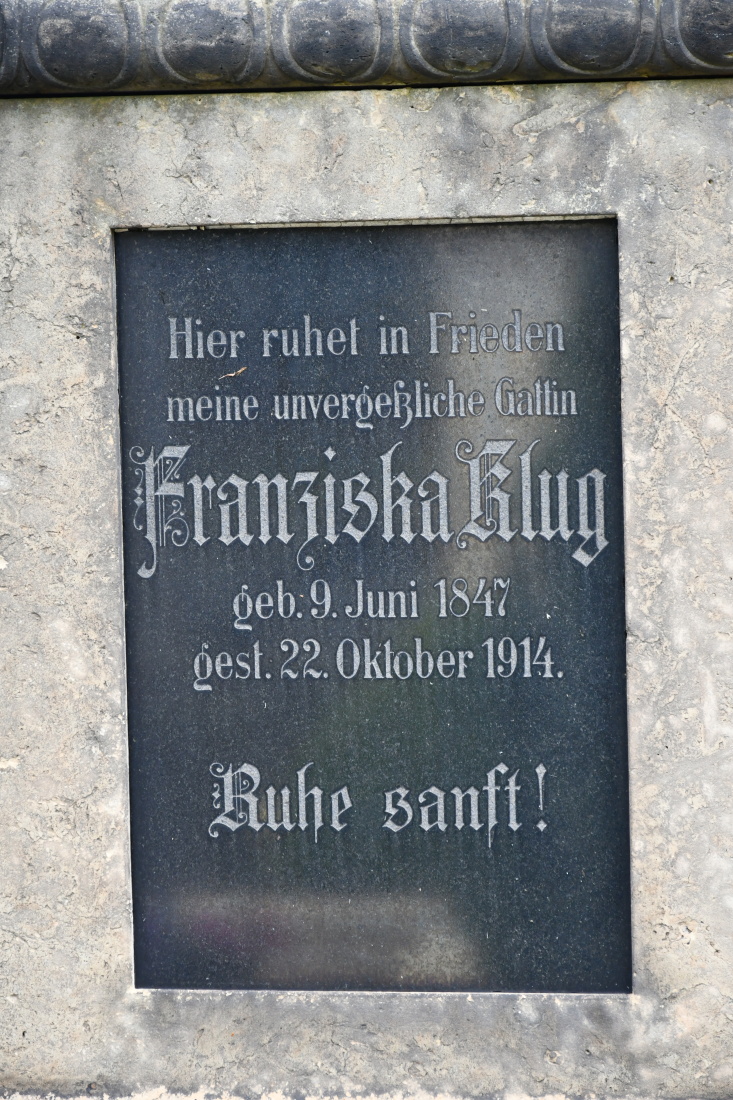 Hier ruhet in Frieden
meine unvergeßliche Gattin
Franziska Klug
geb. 9. Juni 1847
gest. 22. Oktober 1914.
Ruhe sanft!